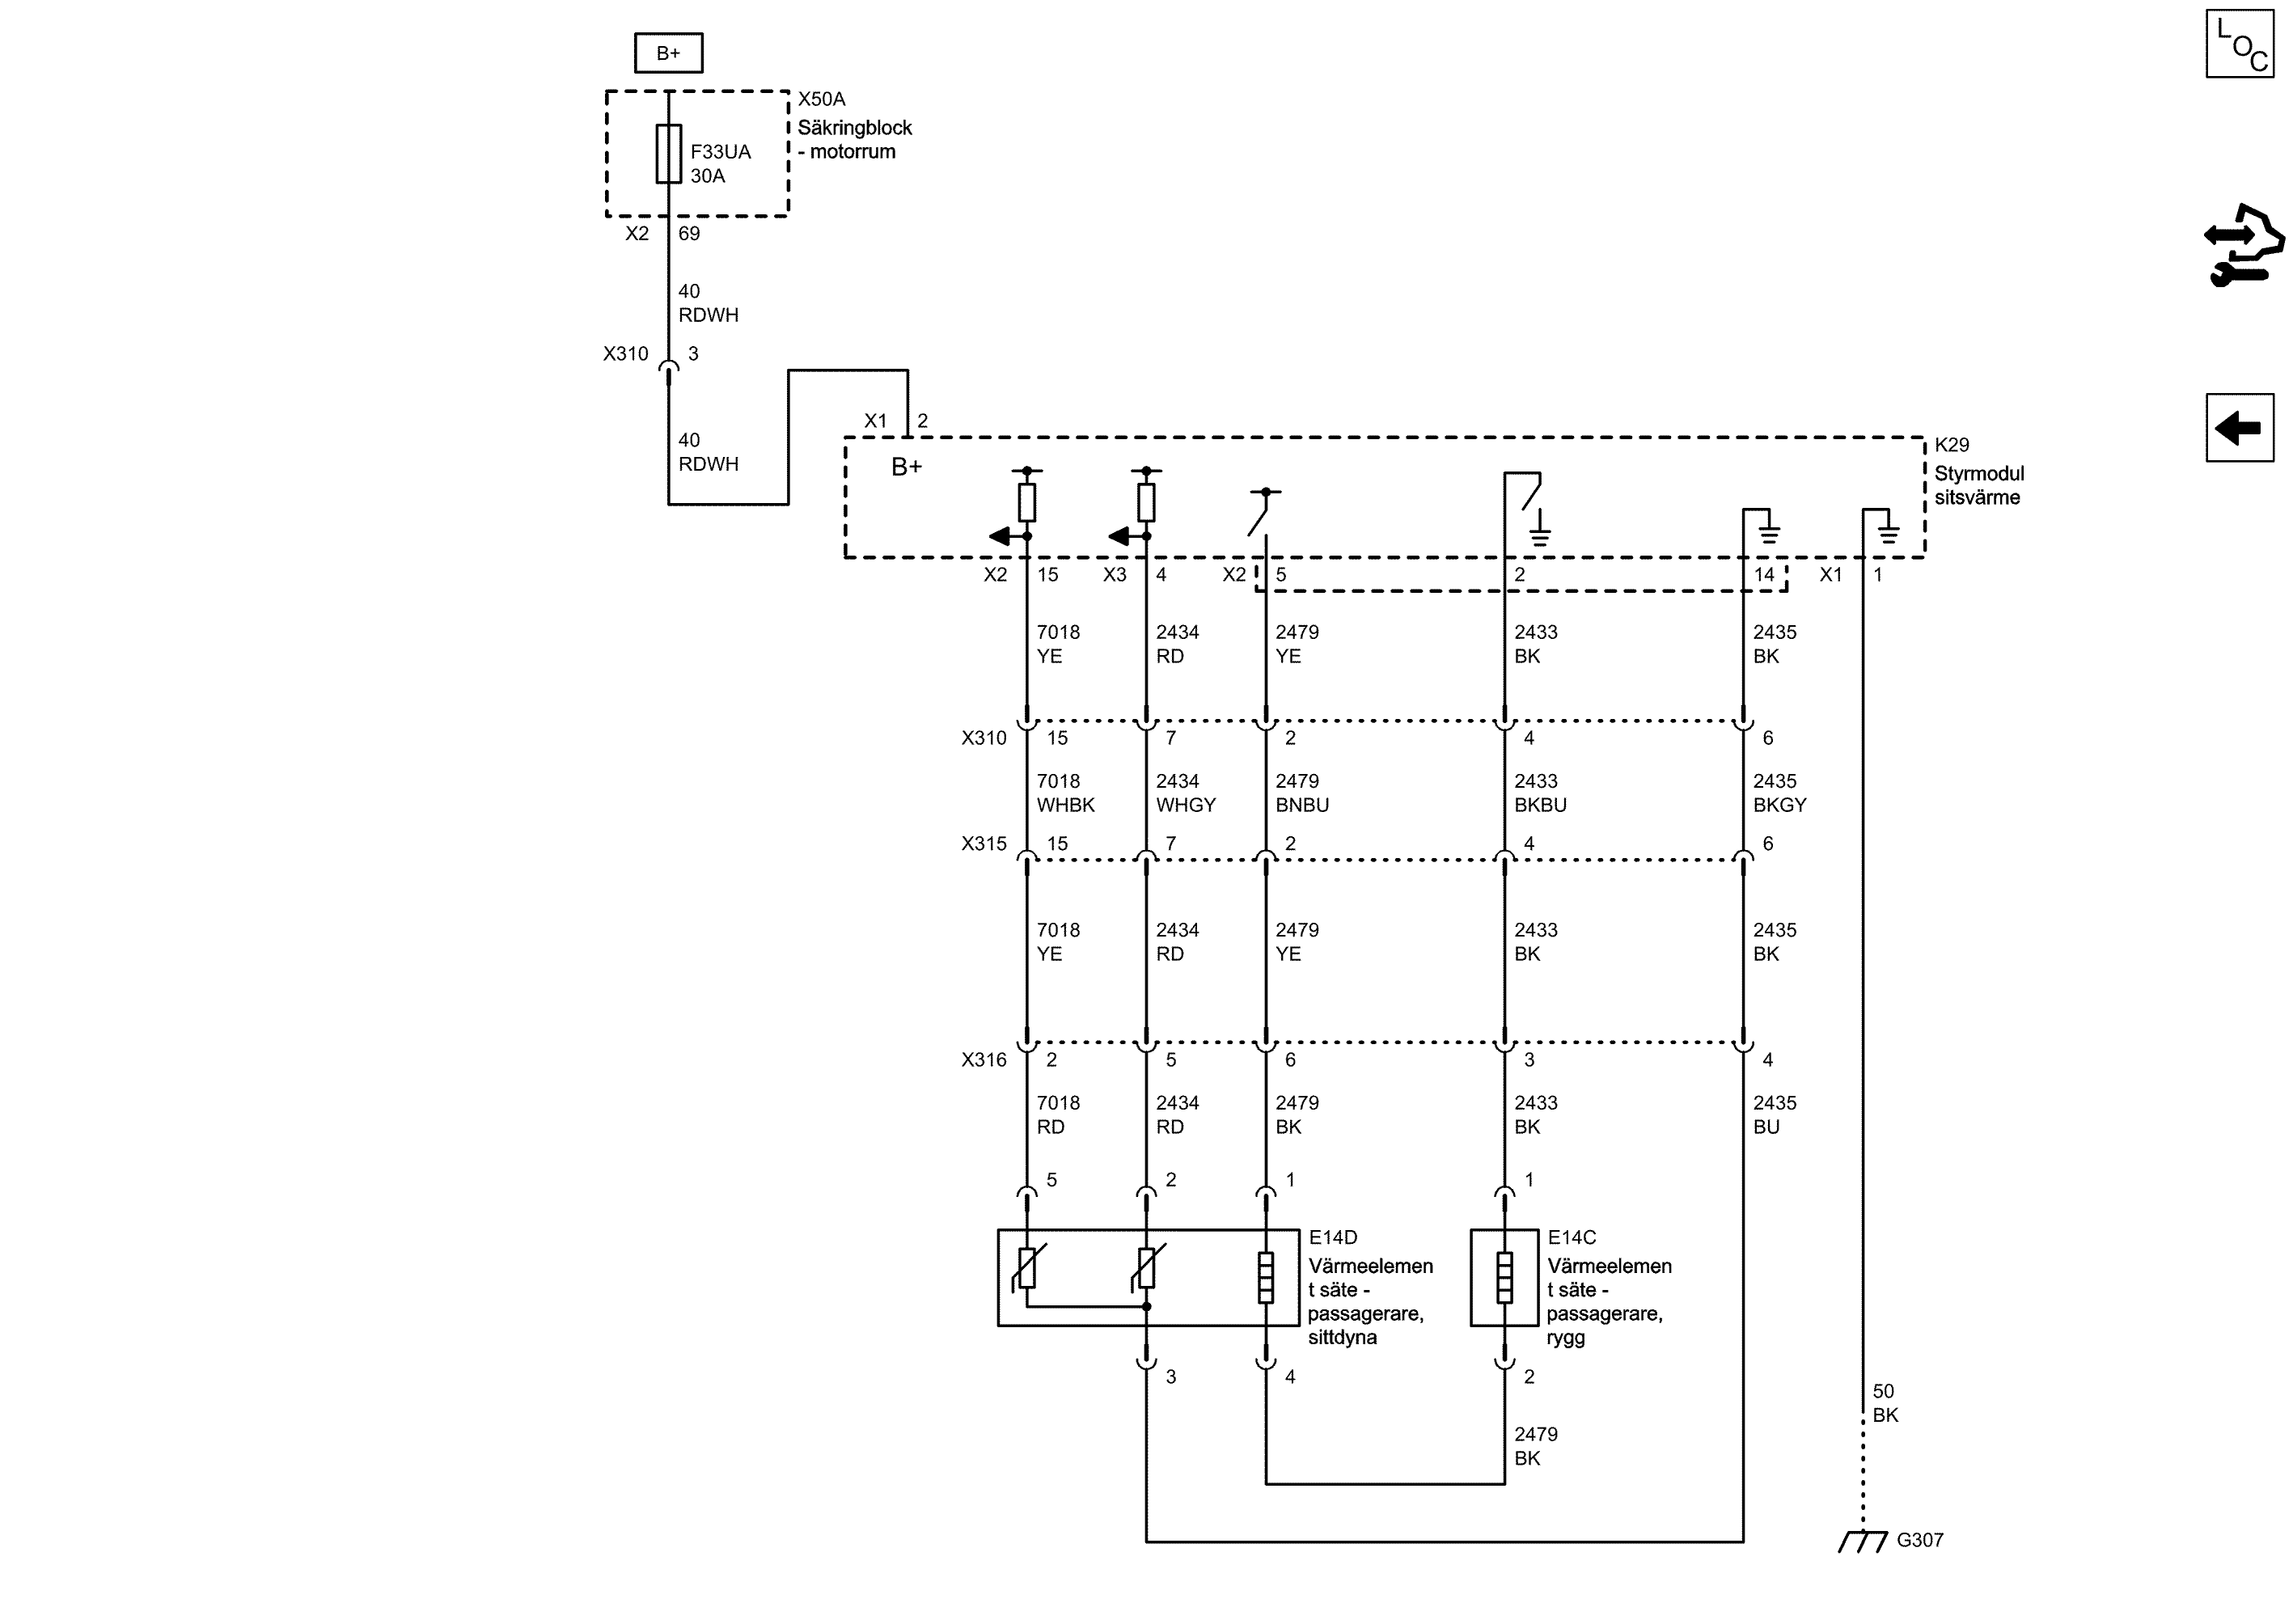 B+
L
O
C
X50A
Säkringblock
- motorrum
F33UA
30A
X2 69
40
RDWH
X310 3
40
RDWH
X1 2
B+
K29
Styrmodul
sitsvärme
X2 15 X3 4 X2 5 2 14 X1 1
7018 2434 2479 2433 2435
YE RD YE BK BK
X310 15 7 2 4 6
7018 2434 2479 2433 2435
WHBK WHGY BNBU BKBU BKGY
X315 15 7 2 4 6
7018 2434 2479 2433 2435
YE RD YE BK BK
X316 2 5 6 3 4
7018 2434 2479 2433 2435
RD RD BK BK BU
5 2 1 1
E14D
Värmeelemen
t säte -
passagerare,
sittdyna
E14C
Värmeelemen
t säte -
passagerare,
rygg
3 4 2
50
BK
2479
BK
G307